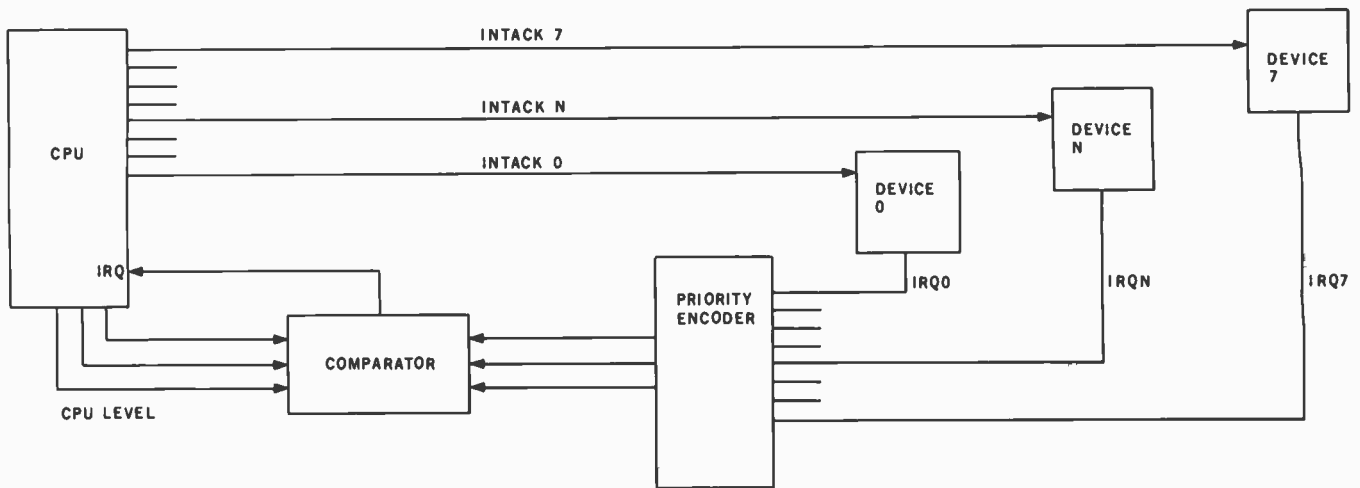 INTACK 7
DEVICE
7
INTACK N
DEVICE
N
CPU
INTACK 0
DEVICE
0
IRQ
IRQ0
IRQN
IRQ7
PRIORITY
ENCODER
COMPARATOR
CPU LEVEL